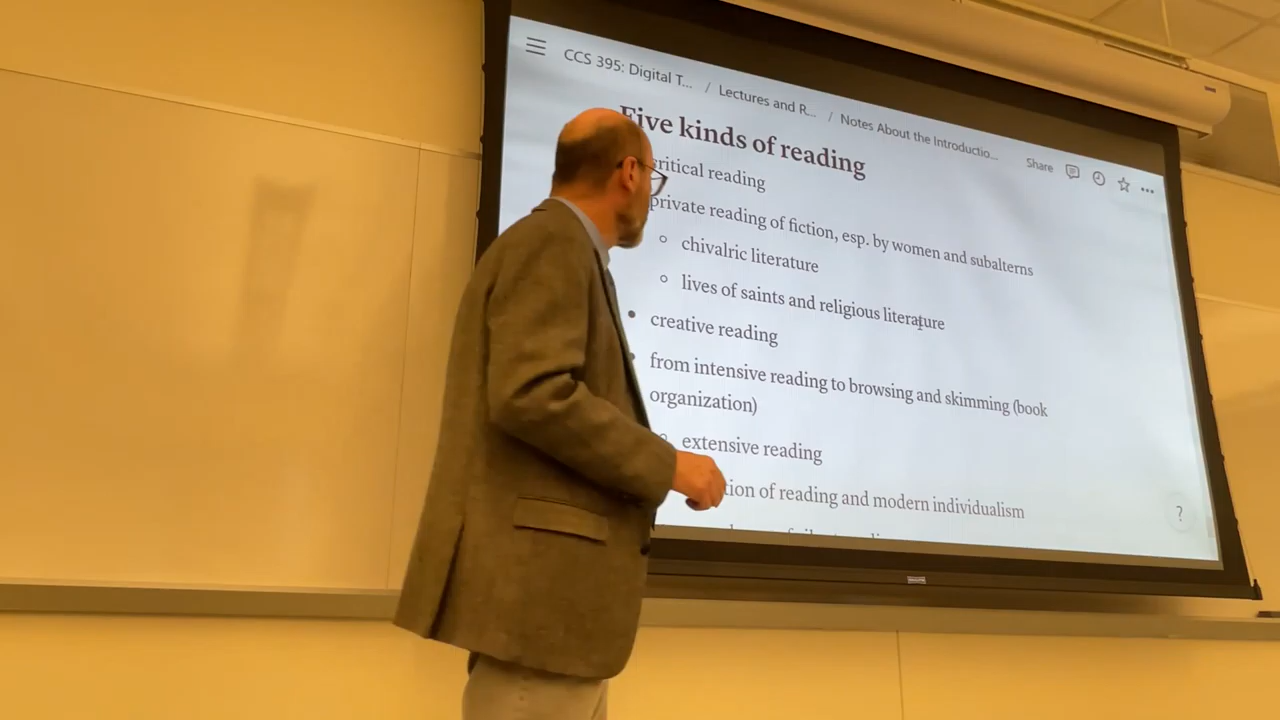 CCS 395: Digital T... / Lectures and R... / Notes About the Introductio...
Share
Five kinds of reading
critical reading
private reading of fiction, esp. by women and subalterns
chivalric literature
lives of saints and religious literature
creative reading
from intensive reading to browsing and skimming (book
organization)
extensive reading
of reading and modern individualism
?